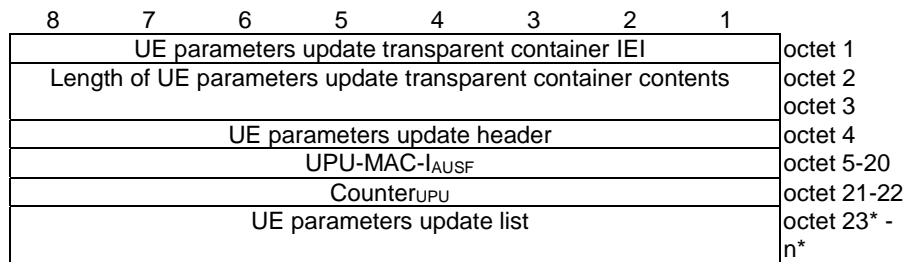 8 7 6 5 4 3 2 1
UE parameters update transparent container IEI octet 1
Length of UE parameters update transparent container contents octet 2
octet 3
UE parameters update header octet 4
UPU-MAC-IAUSF octet 5-20
CounterUPU octet 21-22
UE parameters update list octet 23* -
n*